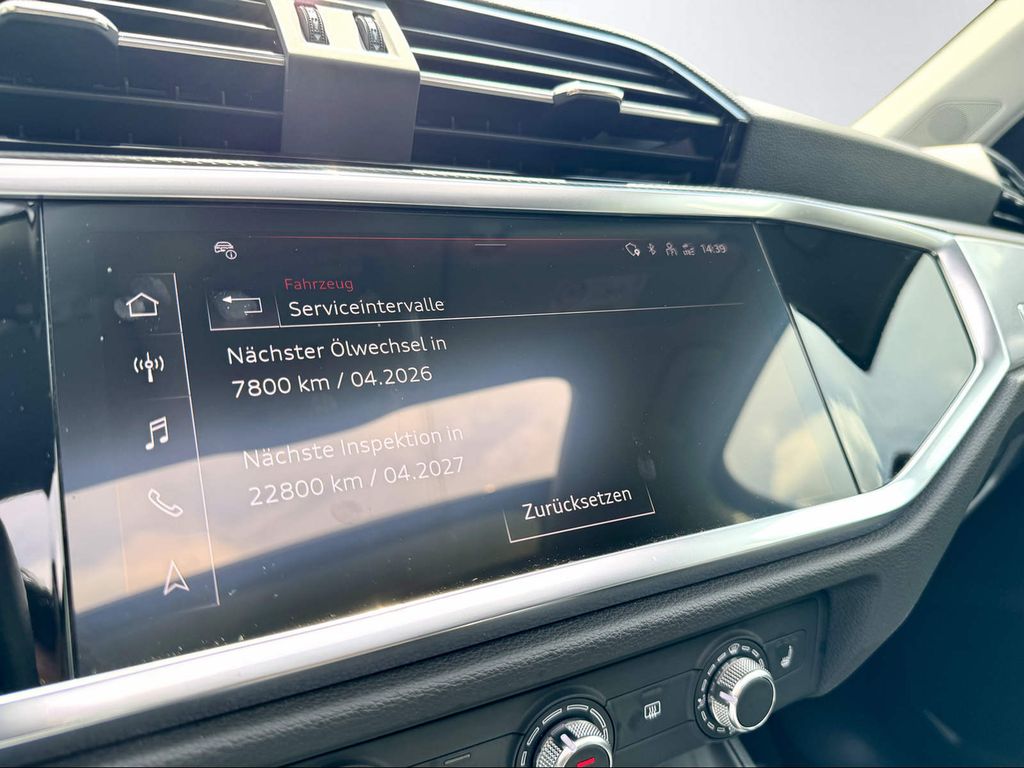 14:39
Fahrzeug
Serviceintervalle
Nächster Ölwechsel in
7800 km / 04.2026
Nächste Inspektion in
22800 km / 04.2027
Zurücksetzen